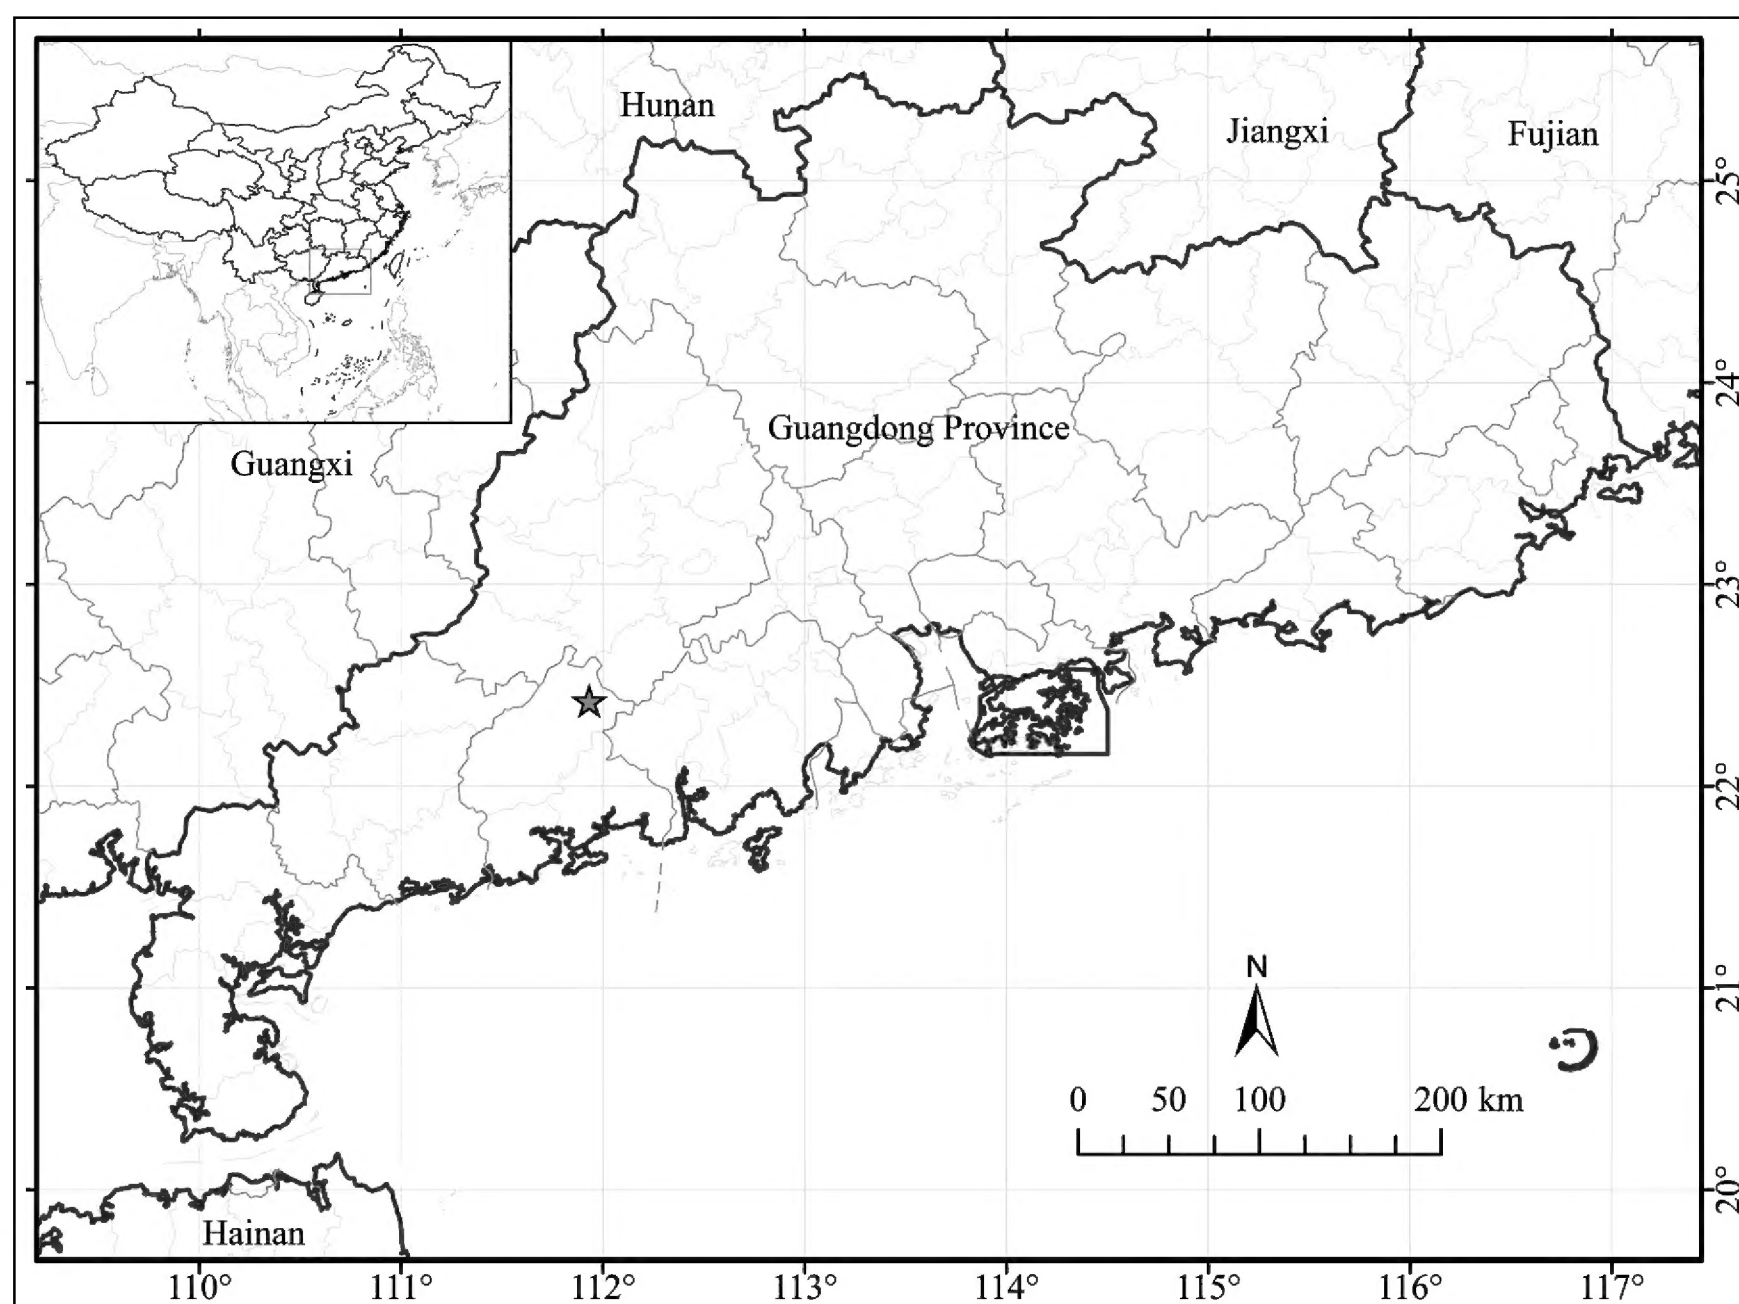 Hunan
Jiangxi
Fujian
25°
24°
Guangdong Province
Guangxi
23°
22°
N
21°
0 50 100 200 km
20°
Hainan
110° 111° 112° 113° 114° 115° 116° 117°